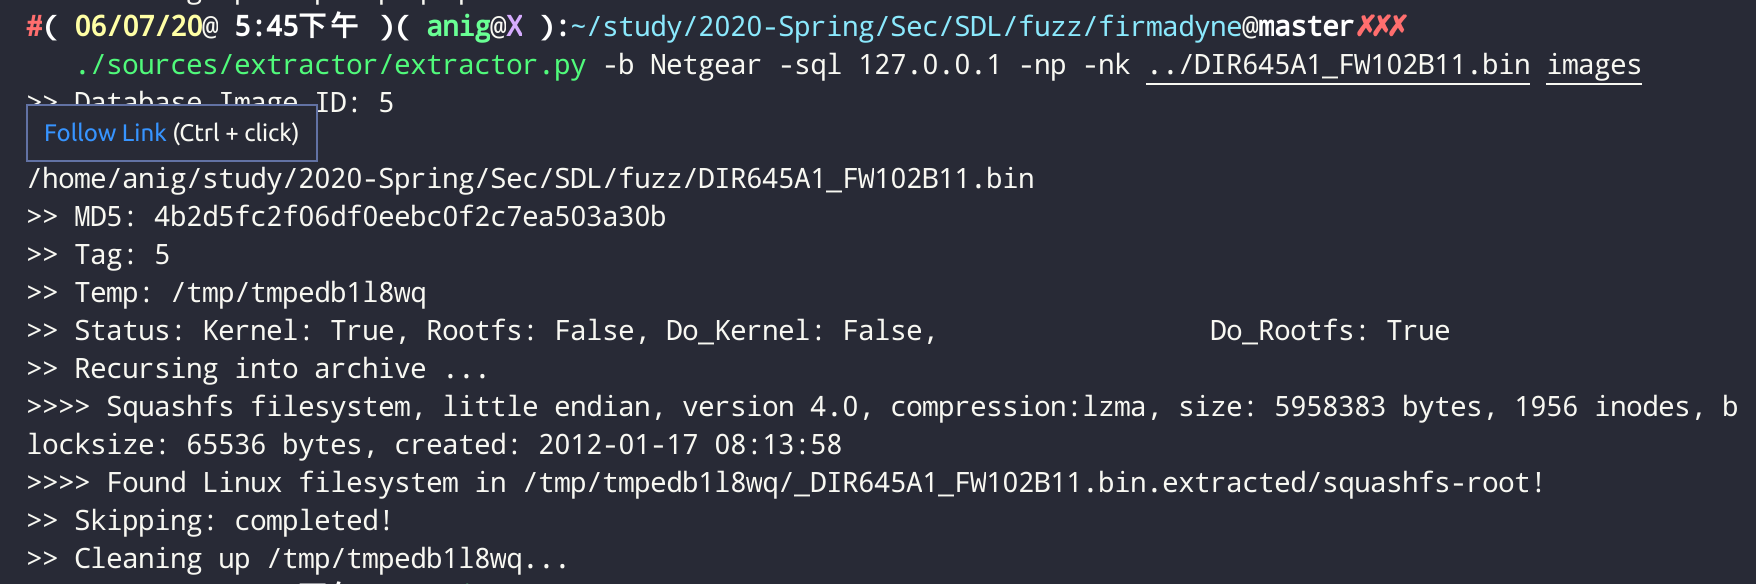 #( 06/07/20@ 5:45下午 )( anig@X ):~/study/2020-Spring/Sec/SDL/fuzz/firmadyne@master✗✗✗
./sources/extractor/extractor.py -b Netgear -sql 127.0.0.1 -np -nk ../DIR645A1_FW102B11.bin images
>> Database Image ID: 5
Follow Link (Ctrl + click)
/home/anig/study/2020-Spring/Sec/SDL/fuzz/DIR645A1_FW102B11.bin
>> MD5: 4b2d5fc2f06df0eebc0f2c7ea503a30b
>> Tag: 5
>> Temp: /tmp/tmpedb1l8wq
>> Status: Kernel: True, Rootfs: False, Do_Kernel: False,                 Do_Rootfs: True
>> Recursing into archive ...
>>>> Squashfs filesystem, little endian, version 4.0, compression:lzma, size: 5958383 bytes, 1956 inodes, b
locksize: 65536 bytes, created: 2012-01-17 08:13:58
>>>> Found Linux filesystem in /tmp/tmpedb1l8wq/_DIR645A1_FW102B11.bin.extracted/squashfs-root!
>> Skipping: completed!
>> Cleaning up /tmp/tmpedb1l8wq...